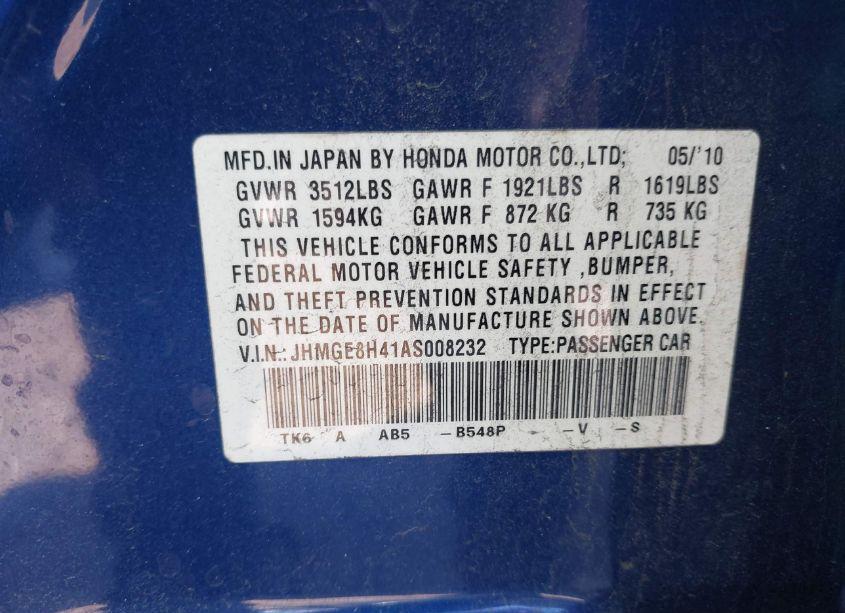 MFD.IN JAPAN BY HONDA MOTOR CO.,LTD; 05/'10
GVWR 3512LBS GAWR F 1921LBS R 1619LBS
GVWR 1594KG GAWR F 872 KG R 735 KG
THIS VEHICLE CONFORMS TO ALL APPLICABLE
FEDERAL MOTOR VEHICLE SAFETY ,BUMPER,
AND THEFT PREVENTION STANDARDS IN EFFECT
ON THE DATE OF MANUFACTURE SHOWN ABOVE.
V.I.N.: JHMGE8H41AS008232 TYPE:PASSENGER CAR
TK6 A AB5 -B548P - -V -S